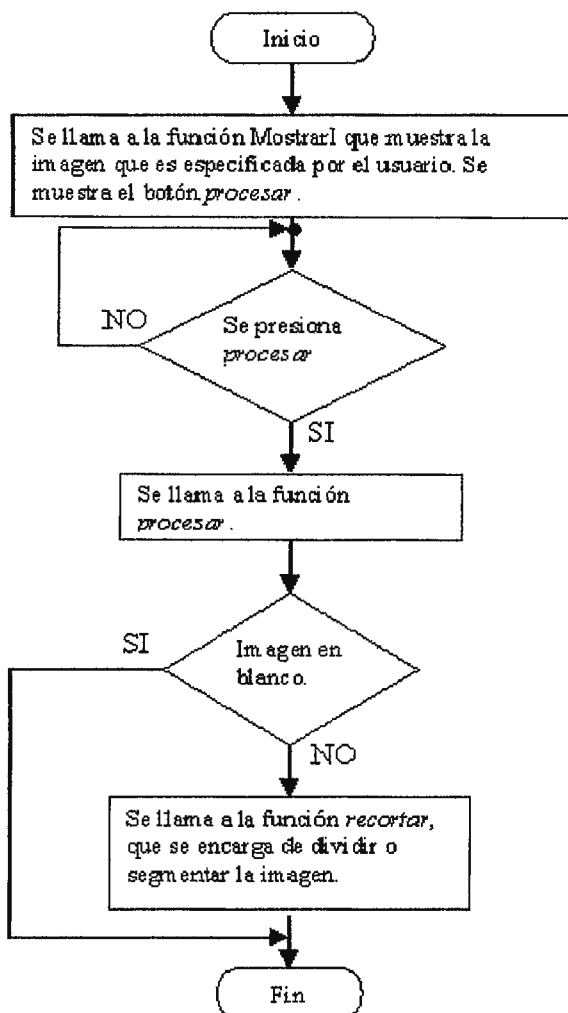 Inicio
Se llama a la función MostrarI que muestra la
imagen que es especificada por el usuario. Se
muestra el botón procesar.
NO
Se presiona
procesar
SI
Se llama a la función
procesar.
SI
Imagen en
blanco.
NO
Se llama a la función recortar,
que se encarga de dividir o
segmentar la imagen.
Fin